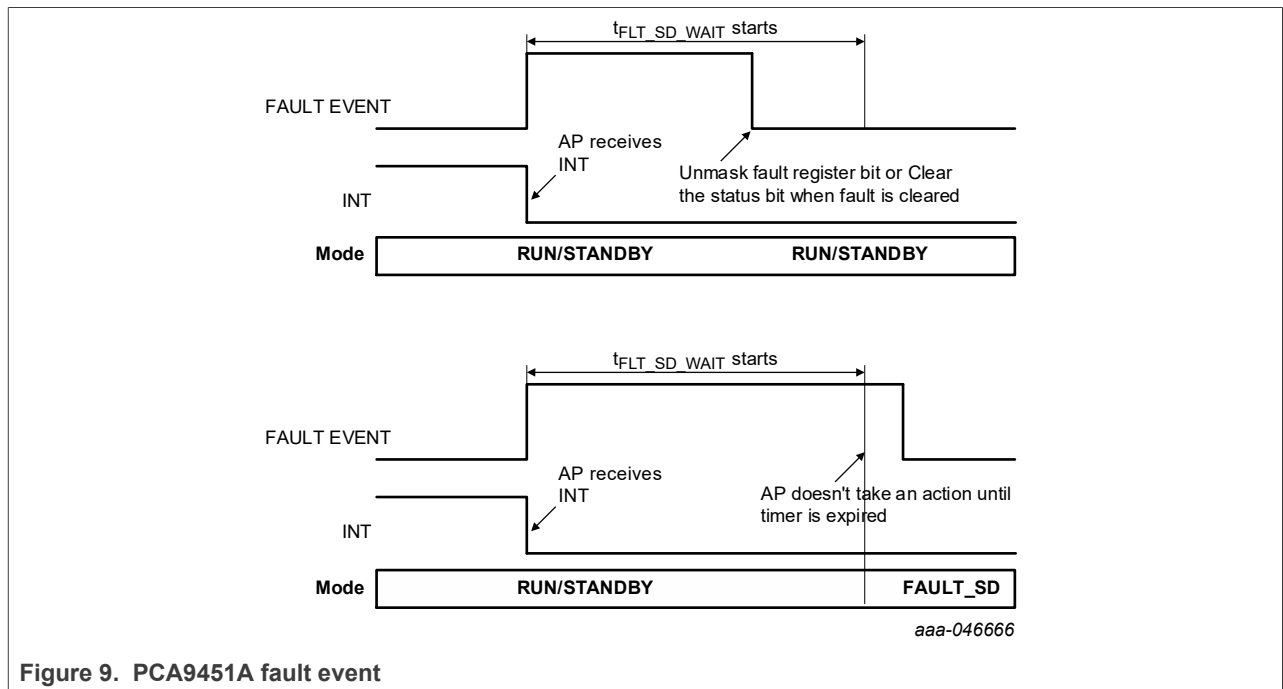 tFLT_SD_WAIT starts
FAULT EVENT
AP receives
INT
Unmask fault register bit or Clear
the status bit when fault is cleared
INT
Mode RUN/STANDBY RUN/STANDBY
tFLT_SD_WAIT starts
FAULT EVENT
AP receives
INT
AP doesn't take an action until
timer is expired
INT
Mode RUN/STANDBY FAULT_SD
aaa-046666
Figure 9. PCA9451A fault event